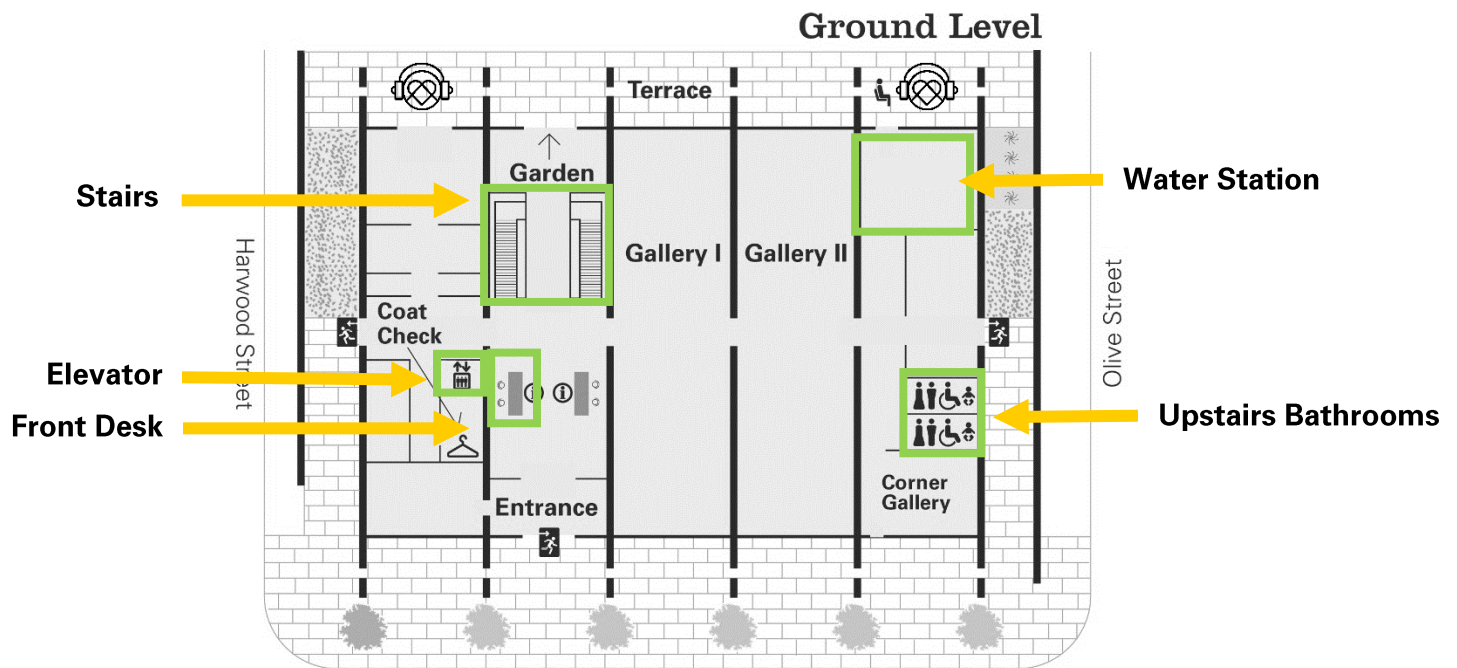 Ground Level
Terrace
Garden
Stairs
Water Station
Gallery I
Gallery II
Harwood Street
Olive Street
Coat
Check
Elevator
Front Desk
i
i
Upstairs Bathrooms
Corner
Gallery
Entrance